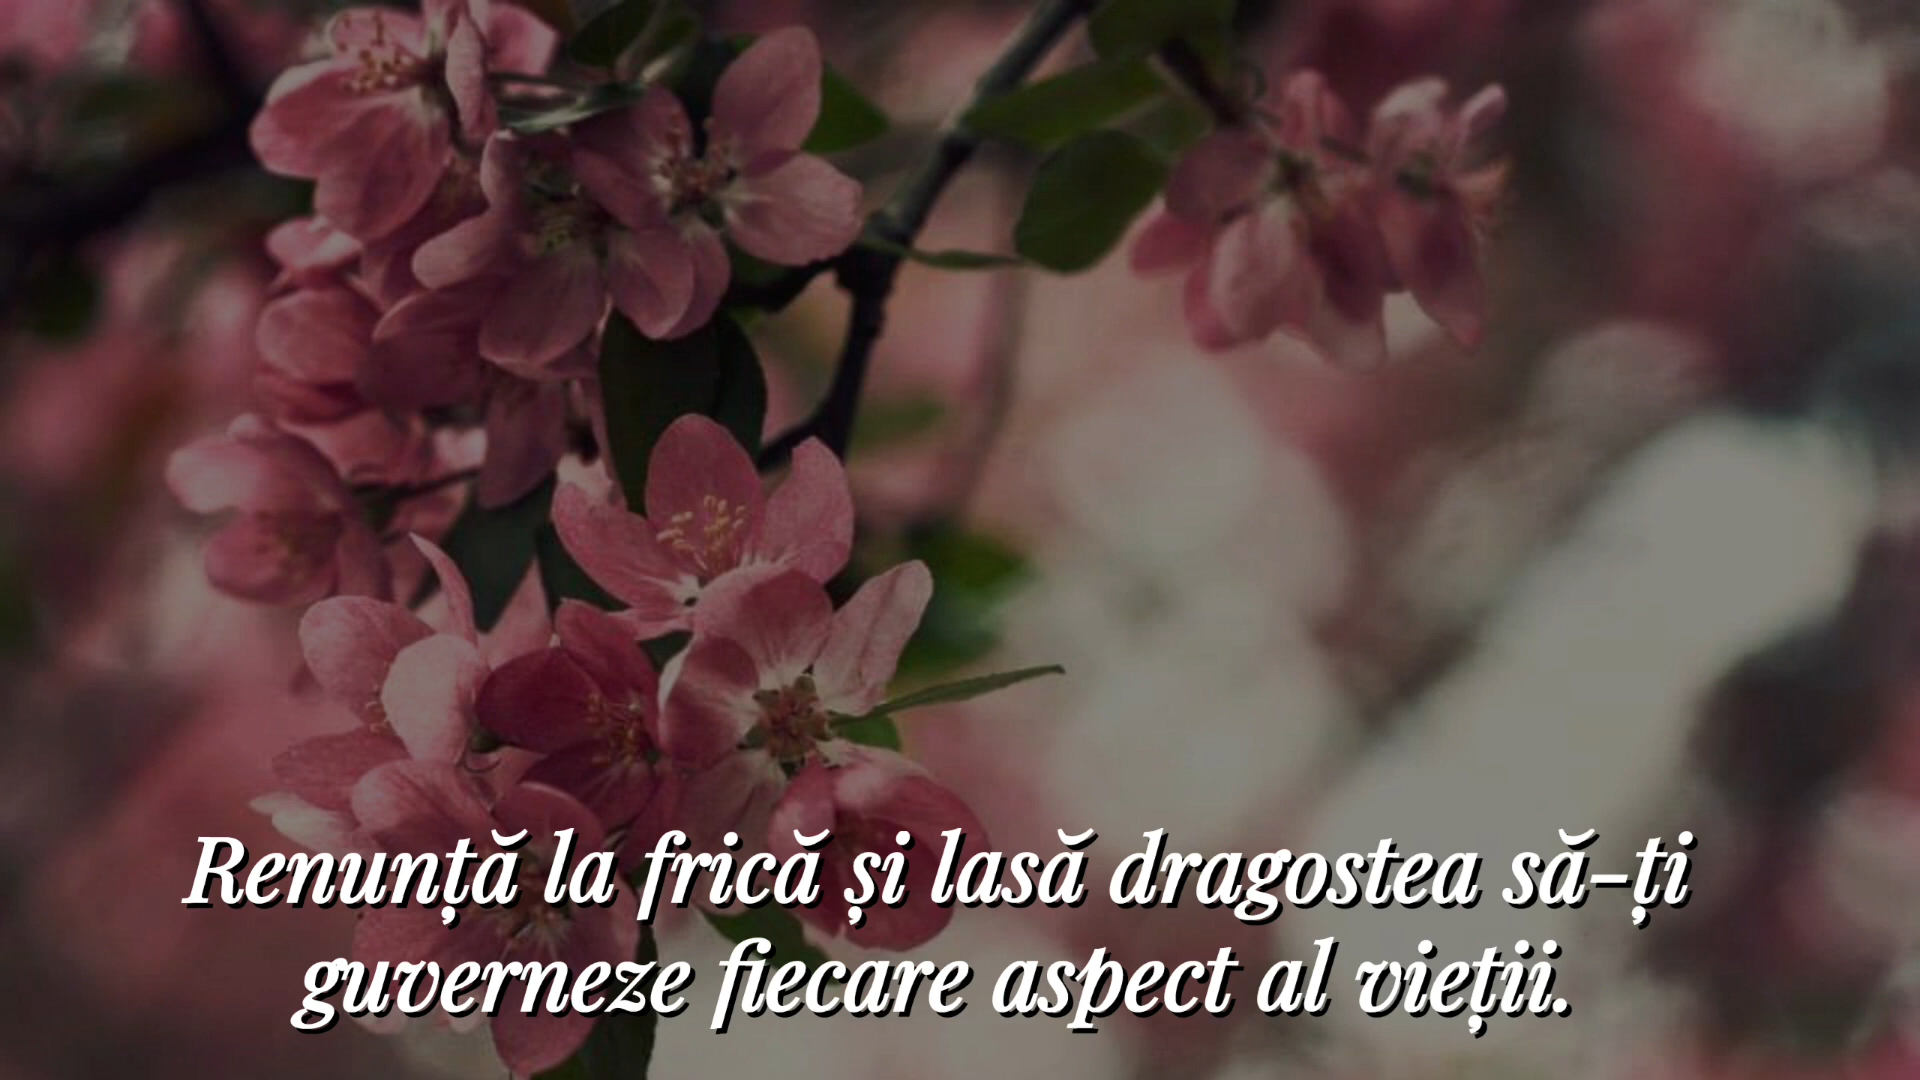 Renunță la frică și lasă dragostea să-ți
guverneze fiecare aspect al vieții.